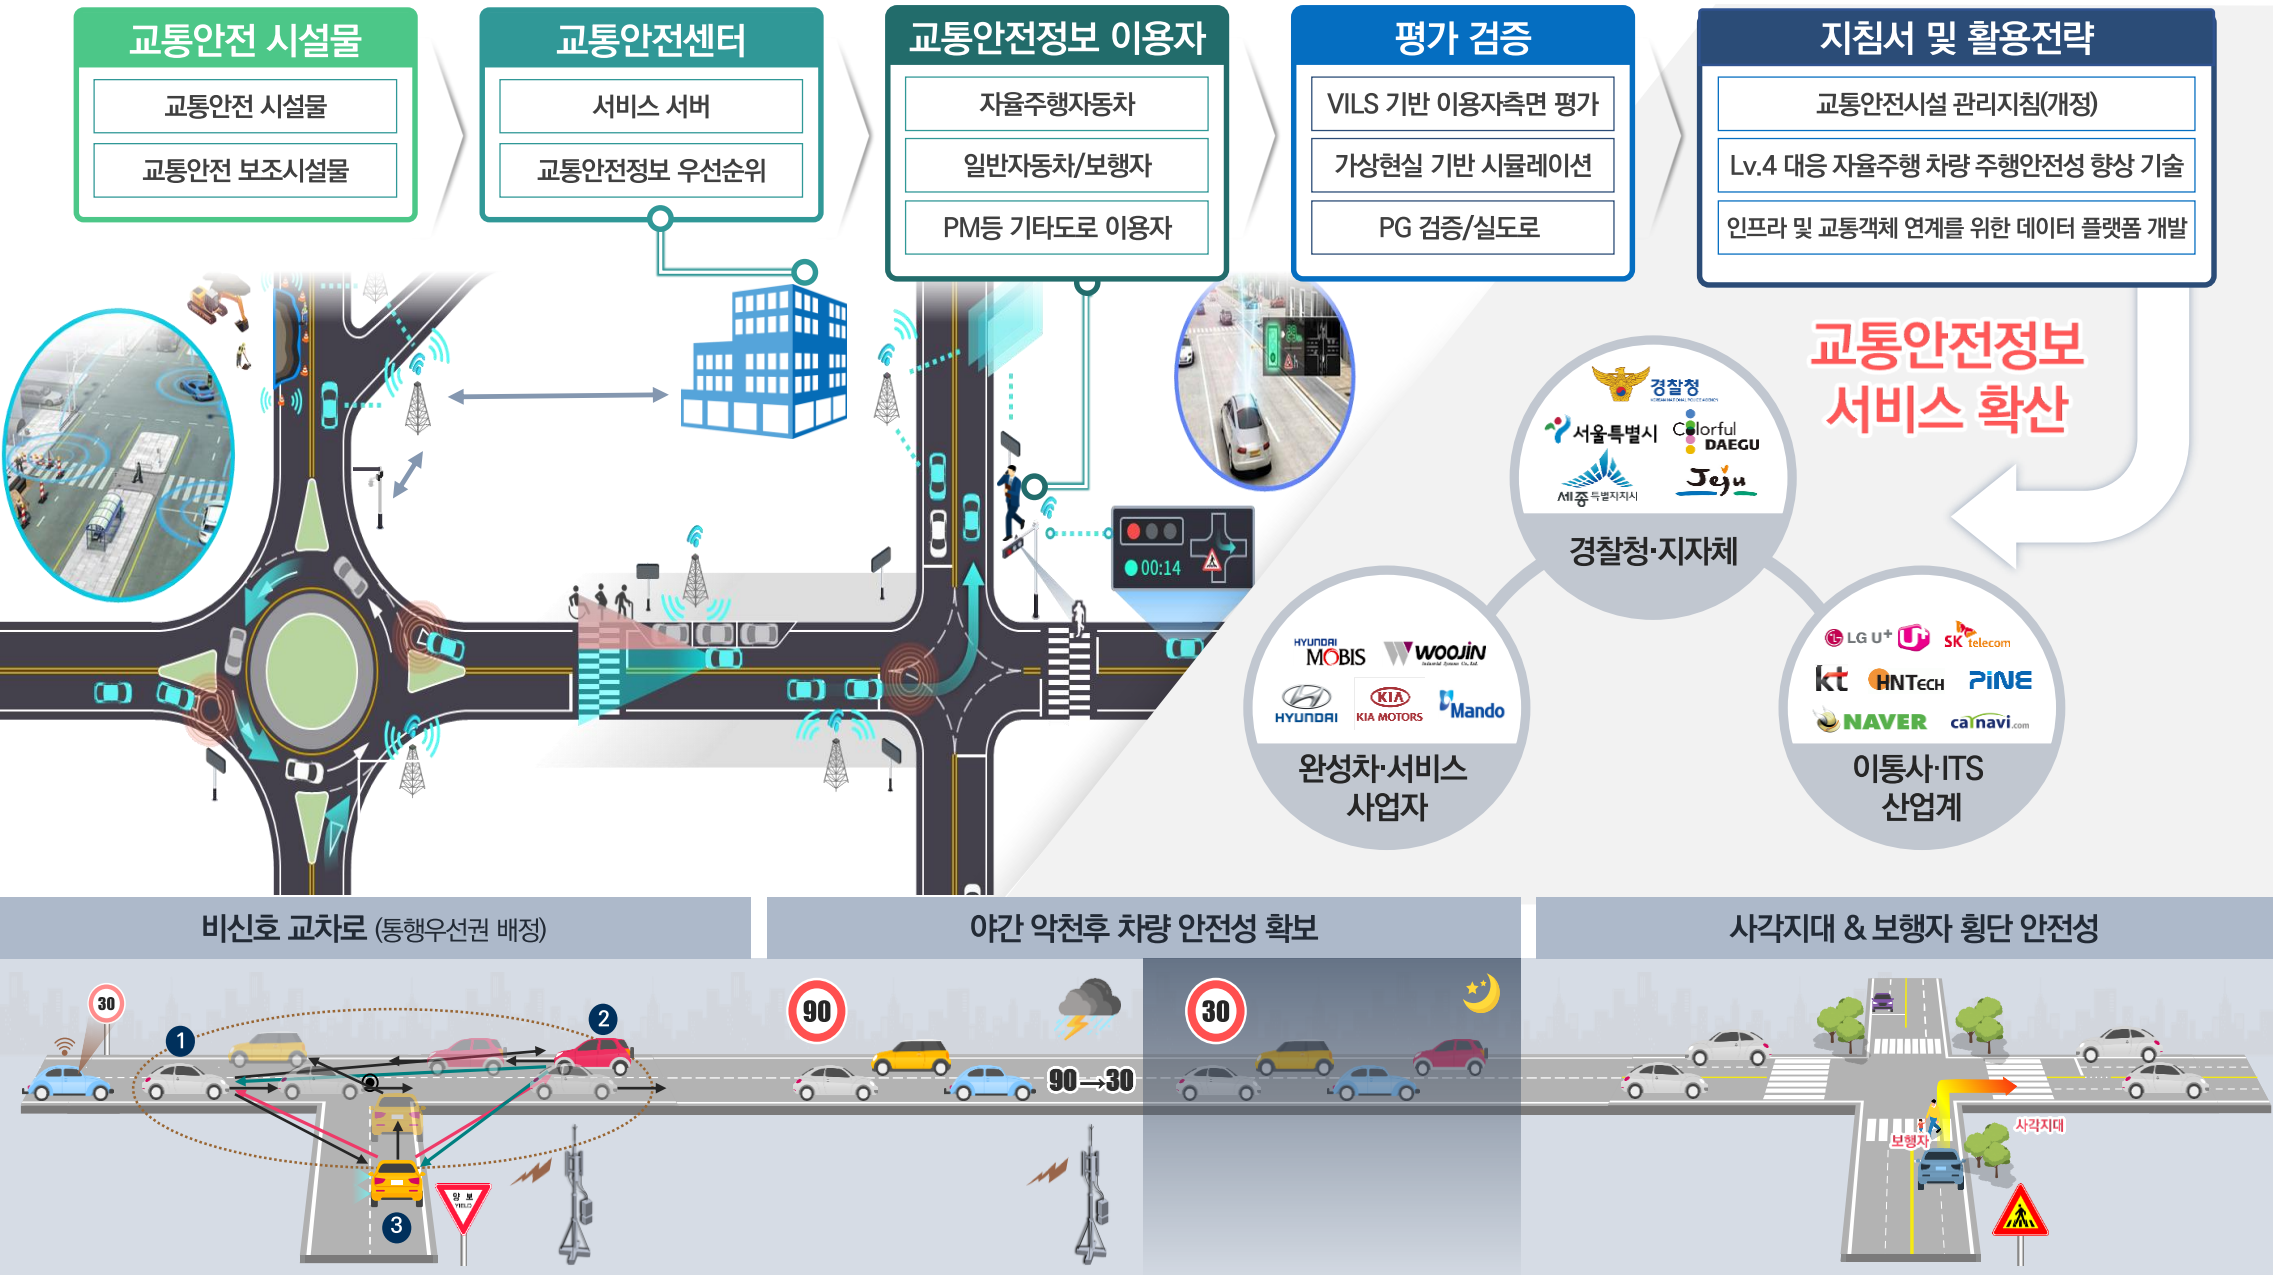 교통안전 시설물
교통안전 시설물
교통안전 보조시설물
교통안전센터
서비스 서버
교통안전정보 우선순위
교통안전정보 이용자
자율주행자동차
일반자동차/보행자
PM등 기타도로 이용자
평가 검증
VILS 기반 이용자측면 평가
가상현실 기반 시뮬레이션
PG 검증/실도로
지침서 및 활용전략
교통안전시설 관리지침(개정)
Lv.4 대응 자율주행 차량 주행안전성 향상 기술
인프라 및 교통객체 연계를 위한 데이터 플랫폼 개발
교통안전정보
서비스 확산
경찰청
KOREAN NATIONAL POLICE AGENCY
서울특별시
Colorful
DAEGU
세종특별자치시
Jeju
경찰청·지자체
00:14
HYUNDAI
MOBIS
WOOJIN
Industrial Systems Co., Ltd.
HYUNDAI
KIA
KIA MOTORS
Mando
완성차·서비스
사업자
LG U+
U+
SK telecom
kt
HNTECH
PINE
NAVER
carnavi.com
이통사·ITS
산업계
비신호 교차로 (통행우선권 배정)
30
1
2
3
양 보
YIELD
야간 악천후 차량 안전성 확보
90
90→30
30
사각지대 & 보행자 횡단 안전성
보행자
사각지대